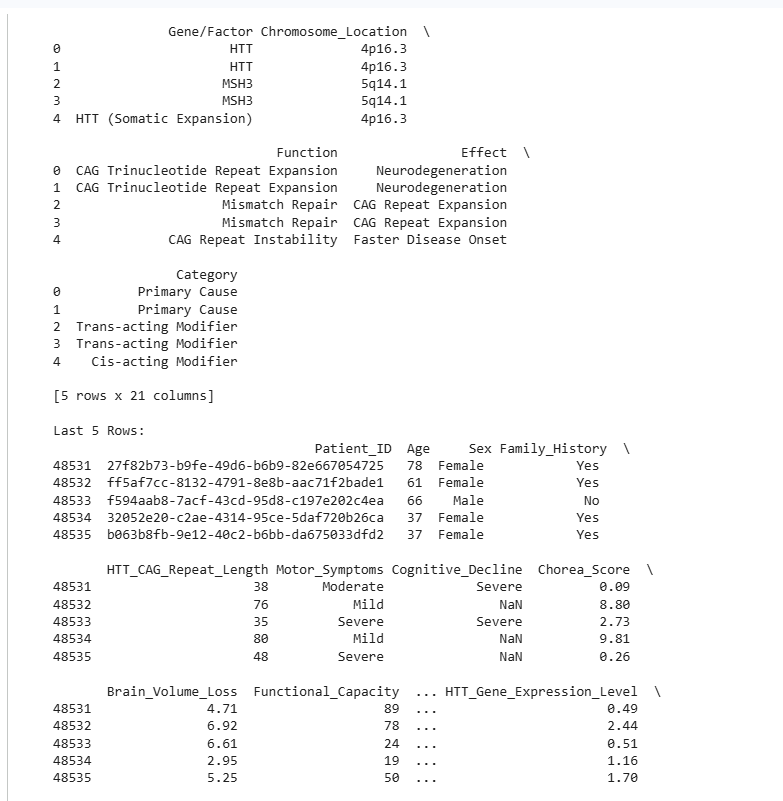 Gene/Factor Chromosome_Location \
0 HTT 4p16.3
1 HTT 4p16.3
2 MSH3 5q14.1
3 MSH3 5q14.1
4 HTT (Somatic Expansion) 4p16.3
Function Effect \
0 CAG Trinucleotide Repeat Expansion Neurodegeneration
1 CAG Trinucleotide Repeat Expansion Neurodegeneration
2 Mismatch Repair CAG Repeat Expansion
3 Mismatch Repair CAG Repeat Expansion
4 CAG Repeat Instability Faster Disease Onset
Category
0 Primary Cause
1 Primary Cause
2 Trans-acting Modifier
3 Trans-acting Modifier
4 Cis-acting Modifier
[5 rows x 21 columns]
Last 5 Rows:
Patient_ID Age Sex Family_History \
48531 27f82b73-b9fe-49d6-b6b9-82e667054725 78 Female Yes
48532 ff5af7cc-8132-4791-8e8b-aac71f2bade1 61 Female Yes
48533 f594aab8-7acf-43cd-95d8-c197e202c4ea 66 Male No
48534 32052e20-c2ae-4314-95ce-5daf720b26ca 37 Female Yes
48535 b063b8fb-9e12-40c2-b6bb-da675033dfd2 37 Female Yes
HTT_CAG_Repeat_Length Motor_Symptoms Cognitive_Decline Chorea_Score \
48531 38 Moderate Severe 0.09
48532 76 Mild NaN 8.80
48533 35 Severe Severe 2.73
48534 80 Mild NaN 9.81
48535 48 Severe NaN 0.26
Brain_Volume_Loss Functional_Capacity ... HTT_Gene_Expression_Level \
48531 4.71 89 ... 0.49
48532 6.92 78 ... 2.44
48533 6.61 24 ... 0.51
48534 2.95 19 ... 1.16
48535 5.25 50 ... 1.70